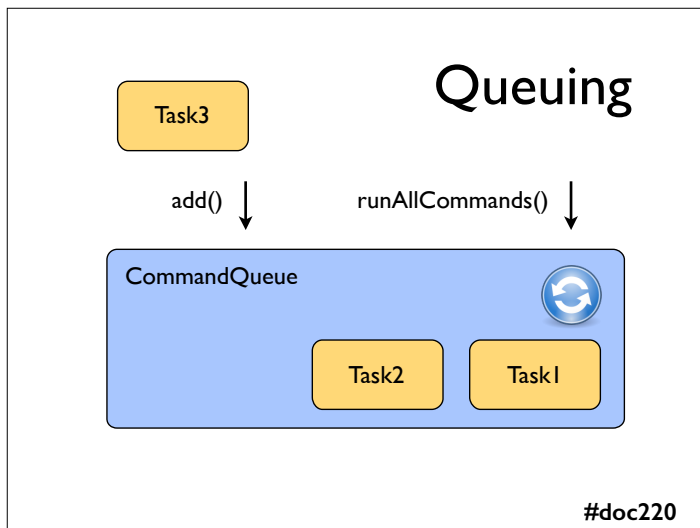 Queuing
Task3
add()
runAllCommands()
CommandQueue
Task2
Task1
#doc220